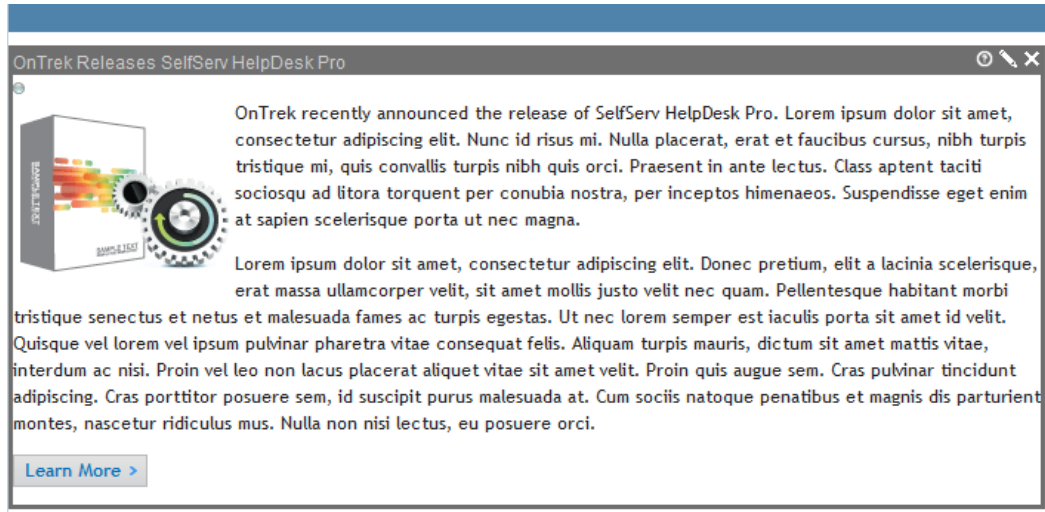 OnTrek Releases SelfServ HelpDesk Pro
OnTrek recently announced the release of SelfServ HelpDesk Pro. Lorem ipsum dolor sit amet,
consectetur adipiscing elit. Nunc id risus mi. Nulla placerat, erat et faucibus cursus, nibh turpis
tristique mi, quis convallis turpis nibh quis orci. Praesent in ante lectus. Class aptent taciti
sociosqu ad litora torquent per conubia nostra, per inceptos himenaeos. Suspendisse eget enim
at sapien scelerisque porta ut nec magna.
SAMPLE TEXT
SAMPLE TEXT
Lorem ipsum dolor sit amet, consectetur adipiscing elit. Donec pretium, elit a lacinia scelerisque,
erat massa ullamcorper velit, sit amet mollis justo velit nec quam. Pellentesque habitant morbi
tristique senectus et netus et malesuada fames ac turpis egestas. Ut nec lorem semper est iaculis porta sit amet id velit.
Quisque vel lorem vel ipsum pulvinar pharetra vitae consequat felis. Aliquam turpis mauris, dictum sit amet mattis vitae,
interdum ac nisi. Proin vel leo non lacus placerat aliquet vitae sit amet velit. Proin quis augue sem. Cras pulvinar tincidunt
adipiscing. Cras porttitor posuere sem, id suscipit purus malesuada at. Cum sociis natoque penatibus et magnis dis parturient
montes, nascetur ridiculus mus. Nulla non nisi lectus, eu posuere orci.
Learn More >